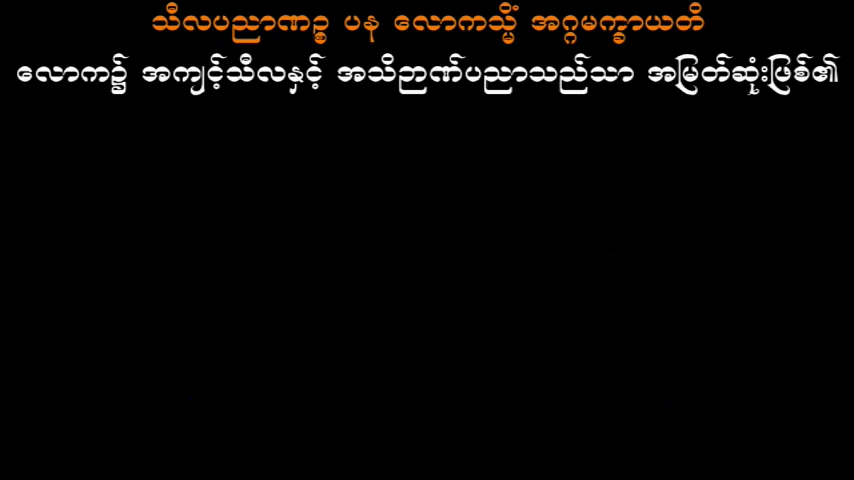 သီလပညာဏဉ္စ ပန လောကသ္မိံ အဂ္ဂမက္ခာယတိ
လောက၌ အကျင့်သီလနှင့် အသိဉာဏ်ပညာသည်သာ အမြတ်ဆုံးဖြစ်၏